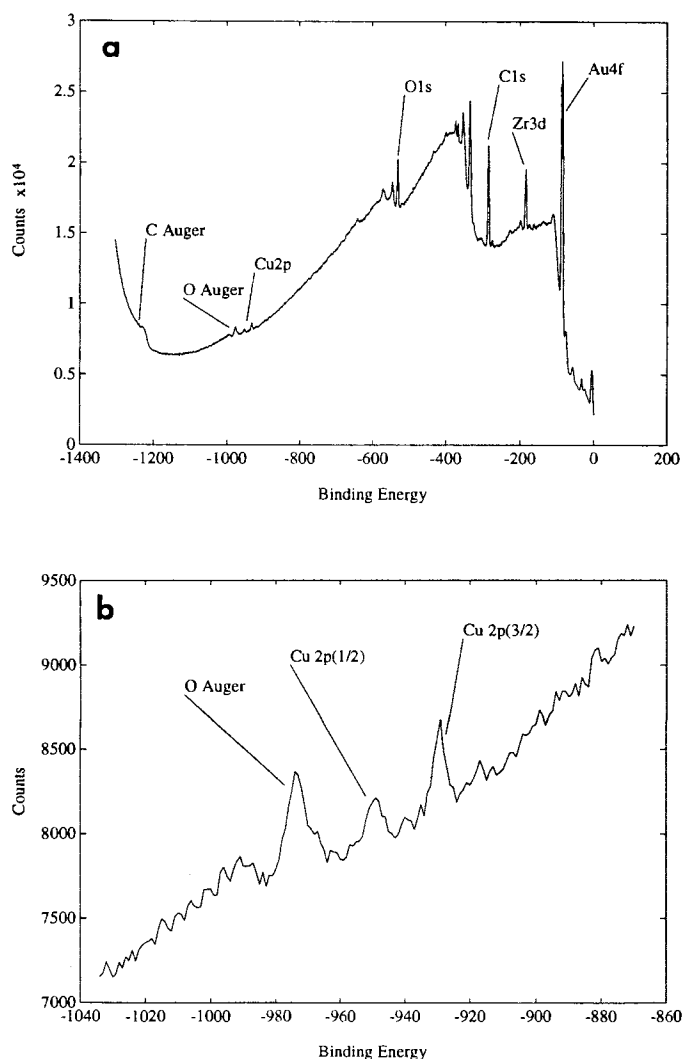 a
3
2.5
2
1.5
1
0.5
0
Counts x10⁴
-1400 -1200 -1000 -800 -600 -400 -200 0 200
Binding Energy
C Auger
O Auger
Cu2p
O1s
C1s
Zr3d
Au4f
b
9500
9000
8500
8000
7500
7000
Counts
-1040 -1020 -1000 -980 -960 -940 -920 -900 -880 -860
Binding Energy
O Auger
Cu 2p(1/2)
Cu 2p(3/2)